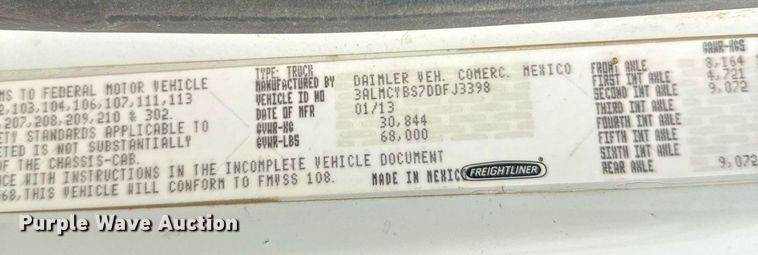 MS TO FEDERAL MOTOR VEHICLE
2,103,104,106,107,111,113
,207,208,209,210 & 302.
ETY STANDARDS APPLICABLE TO
ETED IS NOT SUBSTANTIALLY
OF THE CHASSIS-CAB.
NCE WITH INSTRUCTIONS IN THE INCOMPLETE VEHICLE DOCUMENT
68,THIS VEHICLE WILL CONFORM TO FMVSS 108.
TYPE: TRUCK
MANUFACTURED BY DAIMLER VEH. COMERC. MEXICO
VEHICLE ID NO 3ALMCYBS7DDFJ3398
DATE OF MFR 01/13
GVWR-KG 30,844
GVWR-LBS 68,000
MADE IN MEXICO FREIGHTLINER
GAWR-KGS
FRONT AXLE 8,164
FIRST INT AXLE 4,721
SECOND INT AXLE 9,072
THIRD INT AXLE
FOURTH INT AXLE
FIFTH INT AXLE
SIXTH INT AXLE
REAR AXLE 9,072
Purple Wave Auction